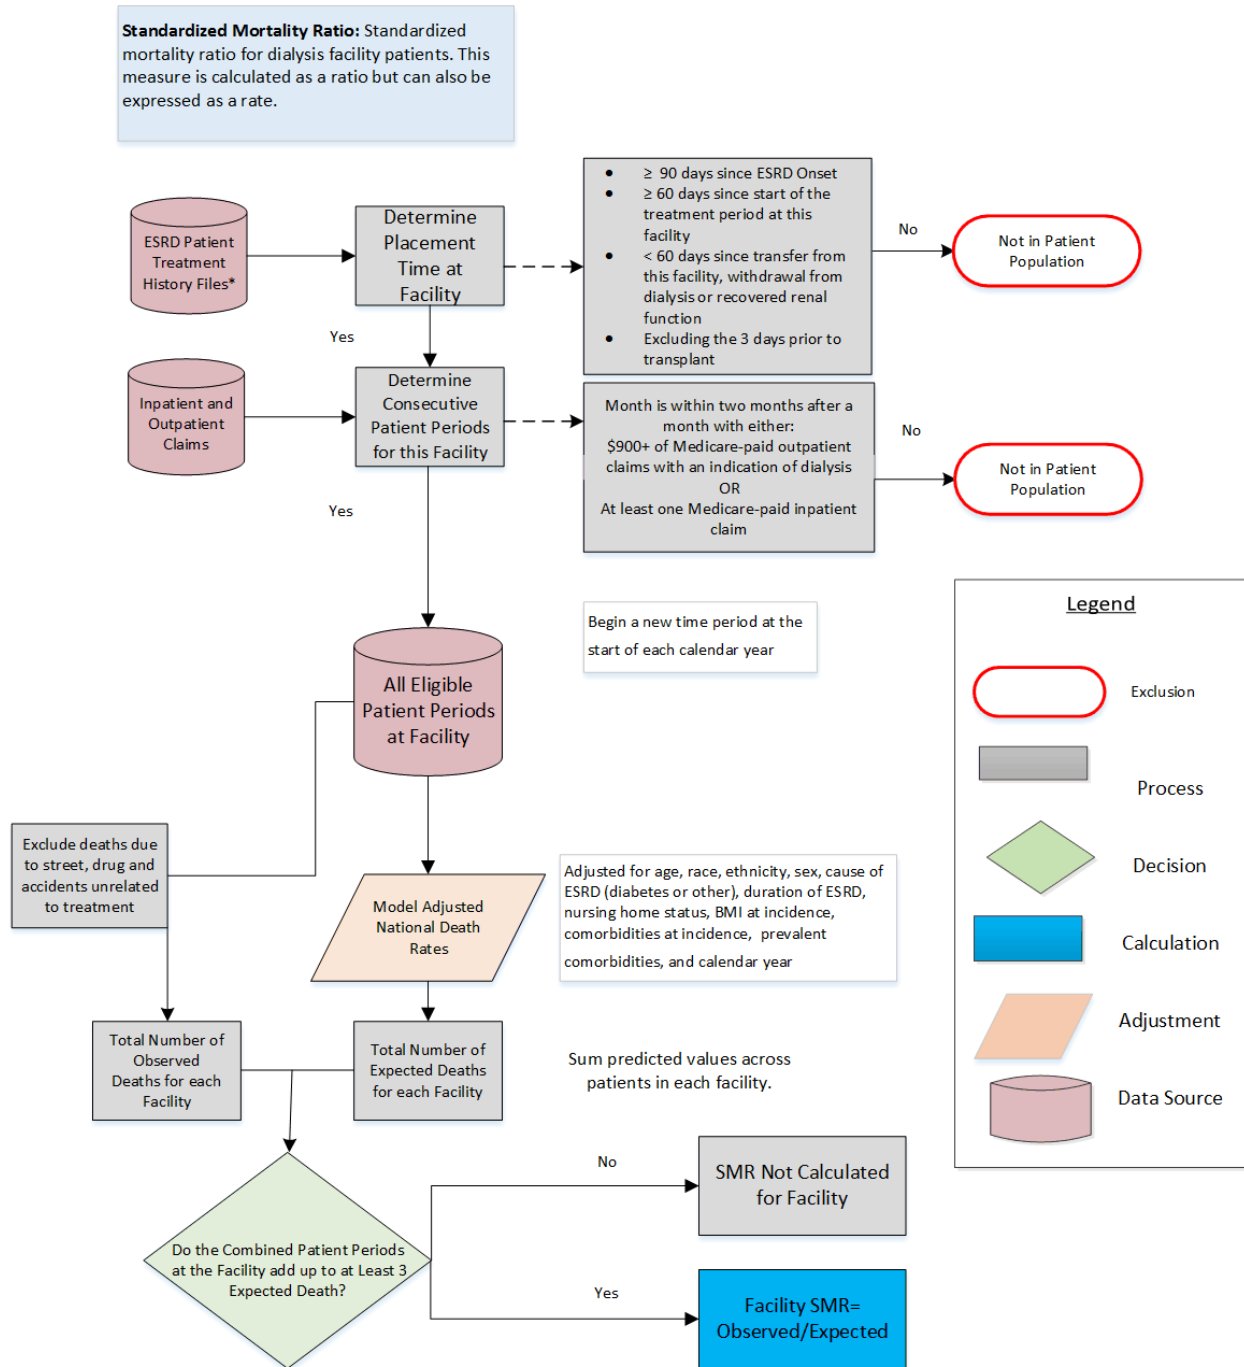 Standardized Mortality Ratio: Standardized
mortality ratio for dialysis facility patients. This
measure is calculated as a ratio but can also be
expressed as a rate.
ESRD Patient
Treatment
History Files*
Determine
Placement
Time at
Facility
• ≥ 90 days since ESRD Onset
• ≥ 60 days since start of the
treatment period at this
facility
• < 60 days since transfer from
this facility, withdrawal from
dialysis or recovered renal
function
• Excluding the 3 days prior to
transplant
No
Not in Patient
Population
Yes
Inpatient and
Outpatient
Claims
Determine
Consecutive
Patient Periods
for this Facility
Month is within two months after a
month with either:
$900+ of Medicare-paid outpatient
claims with an indication of dialysis
OR
At least one Medicare-paid inpatient
claim
No
Not in Patient
Population
Yes
Begin a new time period at the
start of each calendar year
All Eligible
Patient Periods
at Facility
Exclude deaths due
to street, drug and
accidents unrelated
to treatment
Model Adjusted
National Death
Rates
Adjusted for age, race, ethnicity, sex, cause of
ESRD (diabetes or other), duration of ESRD,
nursing home status, BMI at incidence,
comorbidities at incidence, prevalent
comorbidities, and calendar year
Total Number of
Observed
Deaths for each
Facility
Total Number of
Expected Deaths
for each Facility
Sum predicted values across
patients in each facility.
Do the Combined Patient Periods
at the Facility add up to at Least 3
Expected Death?
No
SMR Not Calculated
for Facility
Yes
Facility SMR=
Observed/Expected
Legend
Exclusion
Process
Decision
Calculation
Adjustment
Data Source